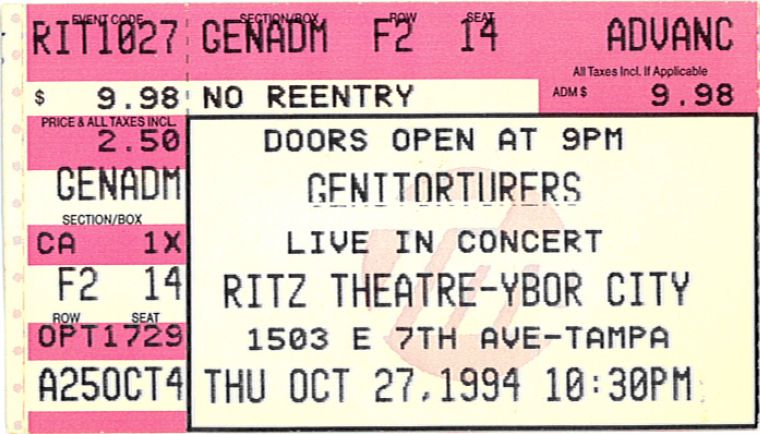 EVENT CODE SECTION/BOX ROW SEAT
RIT1027 GENADM F2 14 ADVANC
All Taxes Incl. If Applicable
$ 9.98 NO REENTRY ADM $ 9.98
PRICE & ALL TAXES INCL.
2.50 DOORS OPEN AT 9PM
GENADM GENITORTURERS
SECTION/BOX
CA 1X LIVE IN CONCERT
F2 14 RITZ THEATRE-YBOR CITY
ROW SEAT
OPT1729 1503 E 7TH AVE-TAMPA
A25OCT4 THU OCT 27,1994 10:30PM